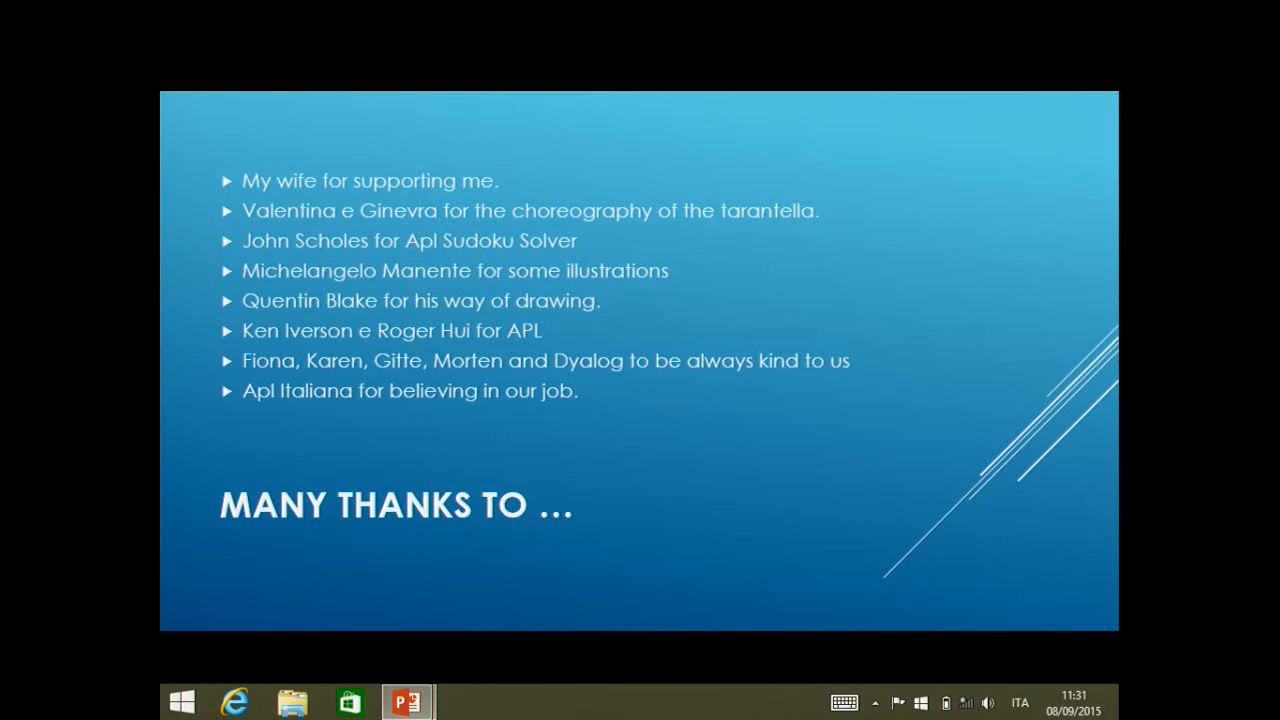 My wife for supporting me.
Valentina e Ginevra for the choreography of the tarantella.
John Scholes for Apl Sudoku Solver
Michelangelo Manente for some illustrations
Quentin Blake for his way of drawing.
Ken Iverson e Roger Hui for APL
Fiona, Karen, Gitte, Morten and Dyalog to be always kind to us
Apl Italiana for believing in our job.
MANY THANKS TO ...
ITA
11:31
08/09/2015